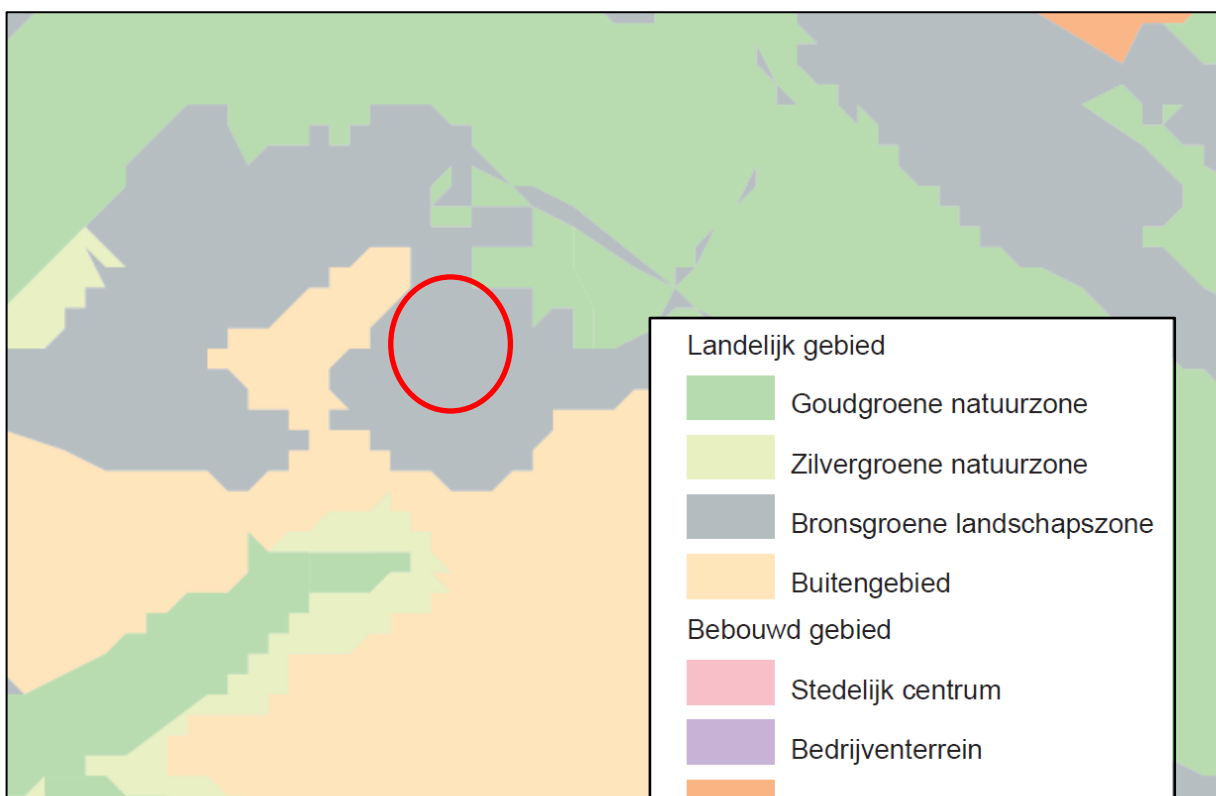 Landelijk gebied
Goudgroene natuurzone
Zilvergroene natuurzone
Bronsgroene landschapszone
Buitengebied
Bebouwd gebied
Stedelijk centrum
Bedrijventerrein